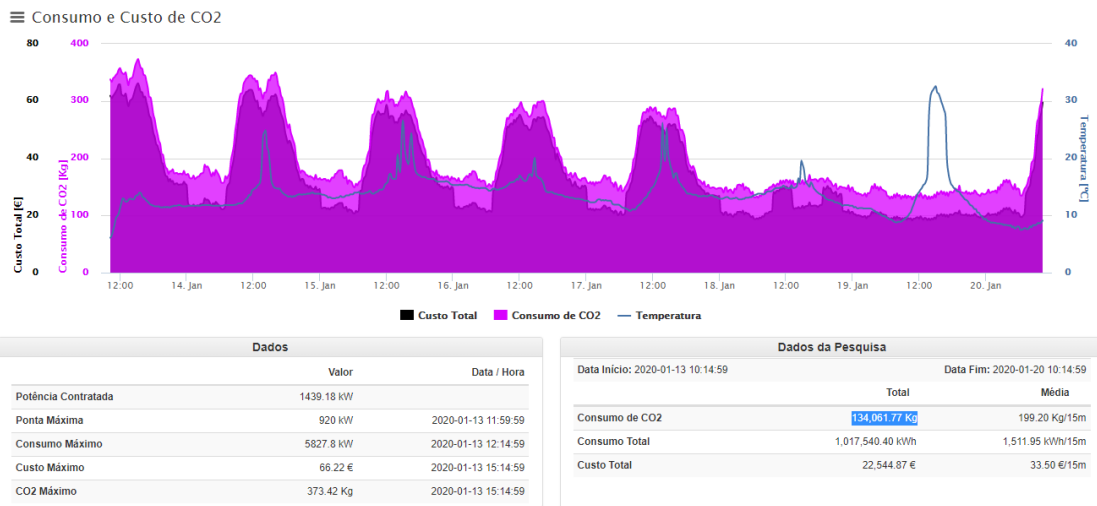 Consumo e Custo de CO2
80 400 40
60 300 30
40 200 20
20 100 10
0 0 0
Custo Total [€]
Consumo de CO2 [Kg]
Temperatura [ºC]
12:00 14. Jan 12:00 15. Jan 12:00 16. Jan 12:00 17. Jan 12:00 18. Jan 12:00 19. Jan 12:00 20. Jan
Custo Total Consumo de CO2 Temperatura
Dados
Valor Data / Hora
Potência Contratada 1439.18 kW
Ponta Máxima 920 kW 2020-01-13 11:59:59
Consumo Máximo 5827.8 kW 2020-01-13 12:14:59
Custo Máximo 66.22 € 2020-01-13 15:14:59
CO2 Máximo 373.42 Kg 2020-01-13 15:14:59
Dados da Pesquisa
Data Início: 2020-01-13 10:14:59 Data Fim: 2020-01-20 10:14:59
Total Média
Consumo de CO2 134,061.77 Kg 199.20 Kg/15m
Consumo Total 1,017,540.40 kWh 1,511.95 kWh/15m
Custo Total 22,544.87 € 33.50 €/15m